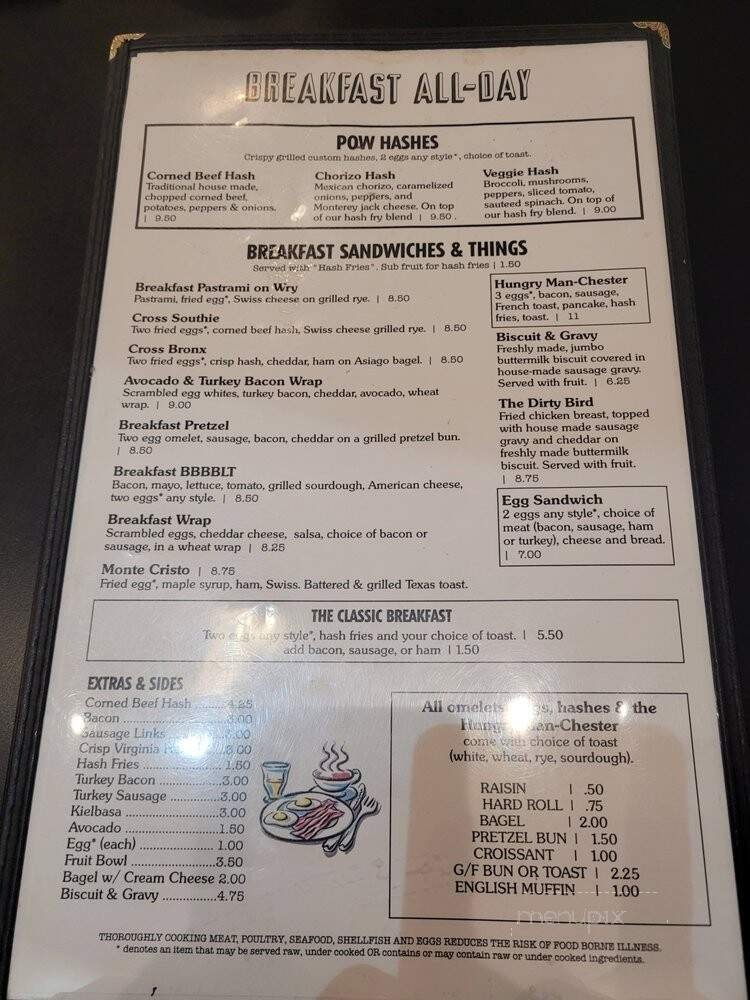 BREAKFAST ALL-DAY
POW HASHES
Crispy grilled custom hashes, 2 eggs any style*, choice of toast.
Corned Beef Hash
Traditional house made,
chopped corned beef,
potatoes, peppers & onions.
| 9.50
Chorizo Hash
Mexican chorizo, caramelized
onions, peppers, and
Monterey jack cheese. On top
of our hash fry blend | 9.50 .
Veggie Hash
Broccoli, mushrooms,
peppers, sliced tomato,
sauteed spinach. On top of
our hash fry blend. | 9.00
BREAKFAST SANDWICHES & THINGS
Served with "Hash Fries". Sub fruit for hash fries | 1.50
Breakfast Pastrami on Wry
Pastrami, fried egg*, Swiss cheese on grilled rye. | 8.50
Cross Southie
Two fried eggs*, corned beef hash, Swiss cheese grilled rye. | 8.50
Cross Bronx
Two fried eggs*, crisp hash, cheddar, ham on Asiago bagel. | 8.50
Avocado & Turkey Bacon Wrap
Scrambled egg whites, turkey bacon, cheddar, avocado, wheat
wrap. | 9.00
Breakfast Pretzel
Two egg omelet, sausage, bacon, cheddar on a grilled pretzel bun.
| 8.50
Breakfast BBBBLT
Bacon, mayo, lettuce, tomato, grilled sourdough, American cheese,
two eggs* any style. | 8.50
Breakfast Wrap
Scrambled eggs, cheddar cheese, salsa, choice of bacon or
sausage, in a wheat wrap | 8.25
Monte Cristo | 8.75
Fried egg*, maple syrup, ham, Swiss. Battered & grilled Texas toast.
Hungry Man-Chester
3 eggs*, bacon, sausage,
French toast, pancake, hash
fries, toast. | 11
Biscuit & Gravy
Freshly made, jumbo
buttermilk biscuit covered in
house-made sausage gravy.
Served with fruit. | 6.25
The Dirty Bird
Fried chicken breast, topped
with house made sausage
gravy and cheddar on
freshly made buttermilk
biscuit. Served with fruit.
| 8.75
Egg Sandwich
2 eggs any style*, choice of
meat (bacon, sausage, ham
or turkey), cheese and bread.
| 7.00
THE CLASSIC BREAKFAST
Two eggs any style*, hash fries and your choice of toast. | 5.50
add bacon, sausage, or ham | 1.50
EXTRAS & SIDES
Corned Beef Hash ........4.25
Bacon ......................3.00
Sausage Links ..............3.00
Crisp Virginia
Hash Fries ................. 1.50
Turkey Bacon ...............3.00
Turkey Sausage .............3.00
Kielbasa ...................3.00
Avocado ....................1.50
Egg* (each) ................ 1.00
Fruit Bowl .................3.50
Bagel w/ Cream Cheese 2.00
Biscuit & Gravy ............4.75
All omelets, hashes & the
Hungry Man-Chester
come with choice of toast
(white, wheat, rye, sourdough).
RAISIN | .50
HARD ROLL | .75
BAGEL | 2.00
PRETZEL BUN | 1.50
CROISSANT | 1.00
G/F BUN OR TOAST | 2.25
ENGLISH MUFFIN | 1.00
menupix
THOROUGHLY COOKING MEAT, POULTRY, SEAFOOD, SHELLFISH AND EGGS REDUCES THE RISK OF FOOD BORNE ILLNESS.
* denotes an item that may be served raw, under cooked OR contains or may contain raw or under cooked ingredients.
1